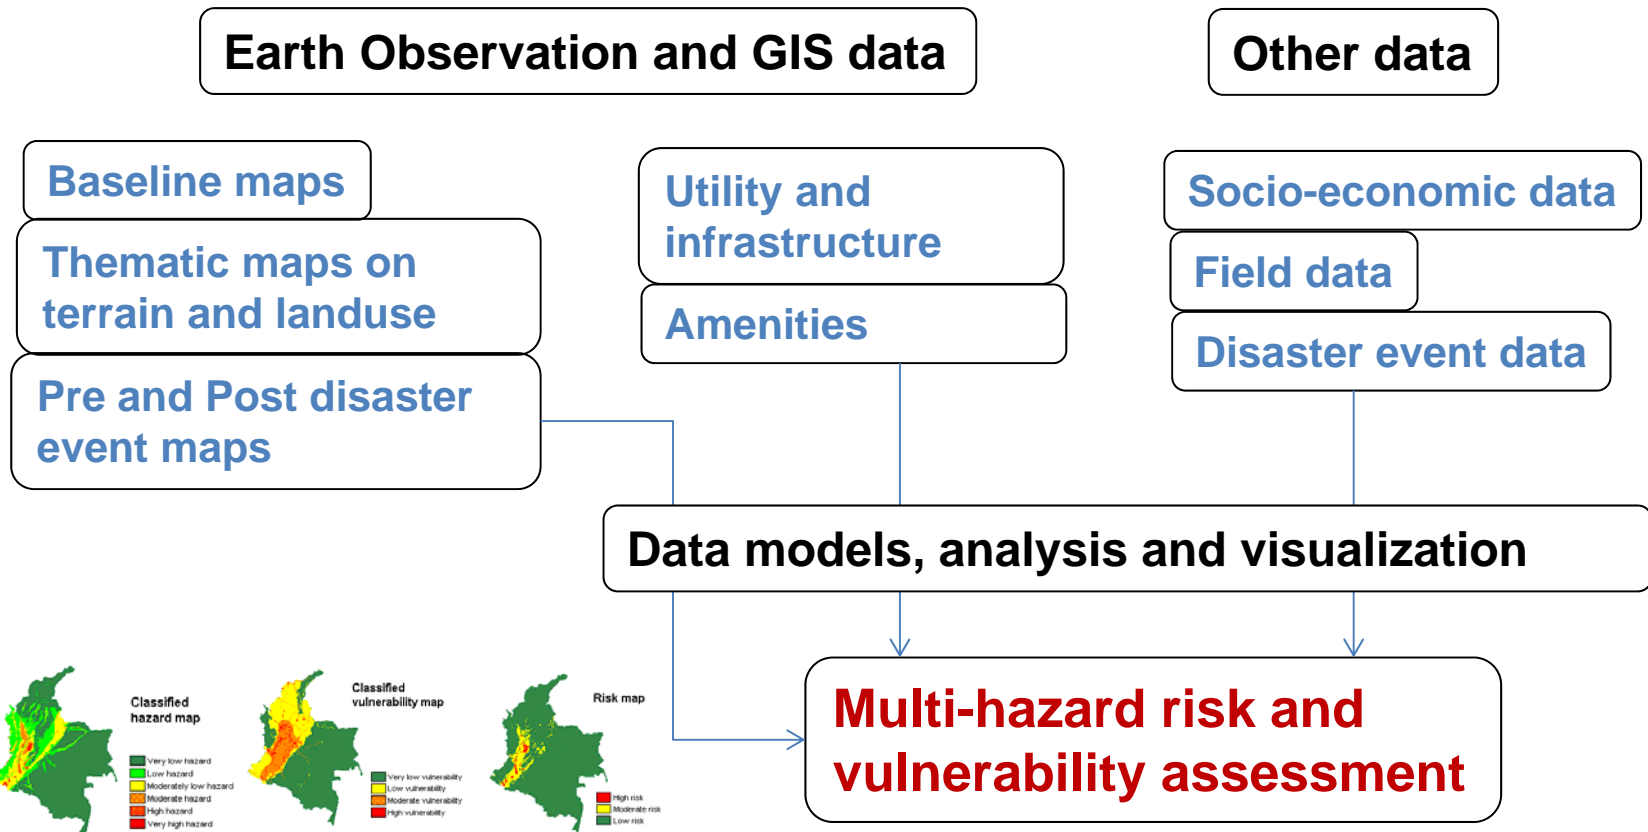 Earth Observation and GIS data
Other data
Baseline maps
Thematic maps on
terrain and landuse
Pre and Post disaster
event maps
Utility and
infrastructure
Amenities
Socio-economic data
Field data
Disaster event data
Data models, analysis and visualization
Multi-hazard risk and
vulnerability assessment
Classified
hazard map
Very low hazard
Low hazard
Moderately low hazard
Moderate hazard
High hazard
Very high hazard
Classified
vulnerability map
Very low vulnerability
Low vulnerability
Moderate vulnerability
High vulnerability
Risk map
High risk
Moderate risk
Low risk